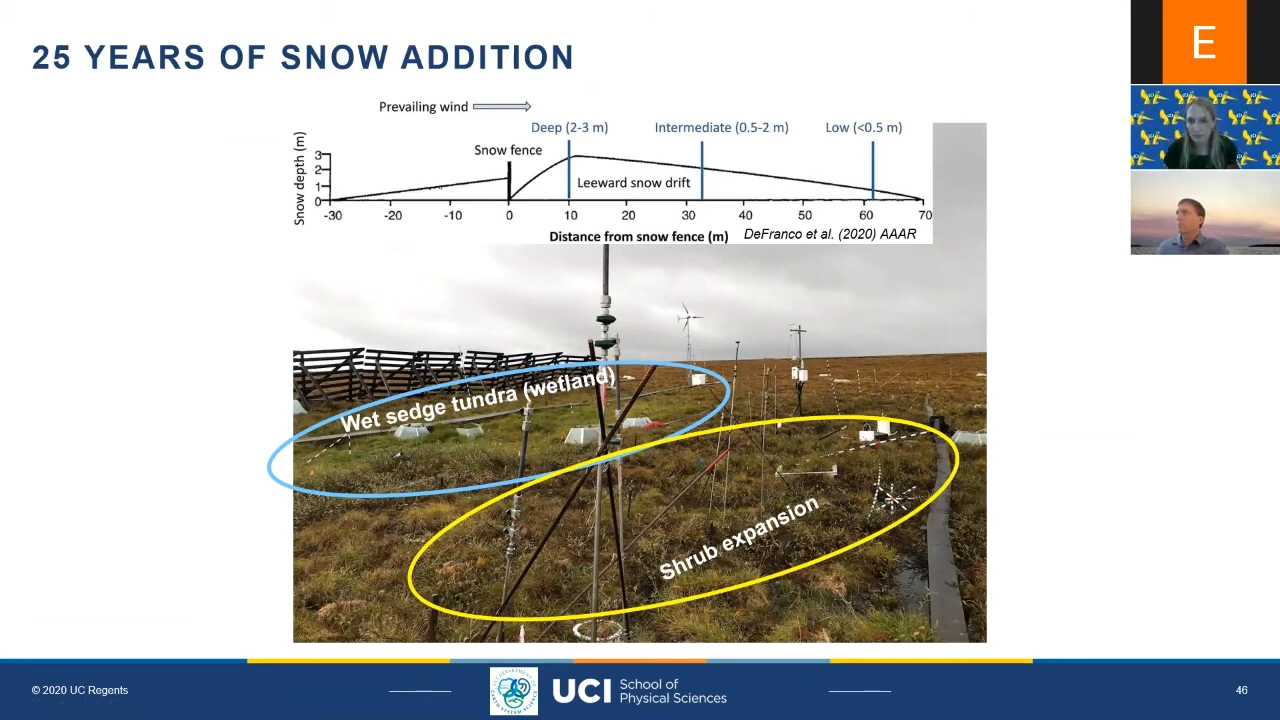 25 YEARS OF SNOW ADDITION
E
Prevailing wind
Deep (2-3 m)
Intermediate (0.5-2 m)
Low (<0.5 m)
Snow fence
Snow depth (m)
3
2
1
0
Leeward snow drift
-30
-20
-10
0
10
20
30
40
50
60
70
Distance from snow fence (m)
DeFranco et al. (2020) AAAR
Wet sedge tundra (wetland)
Shrub expansion
© 2020 UC Regents
UCI
School of
Physical Sciences
46